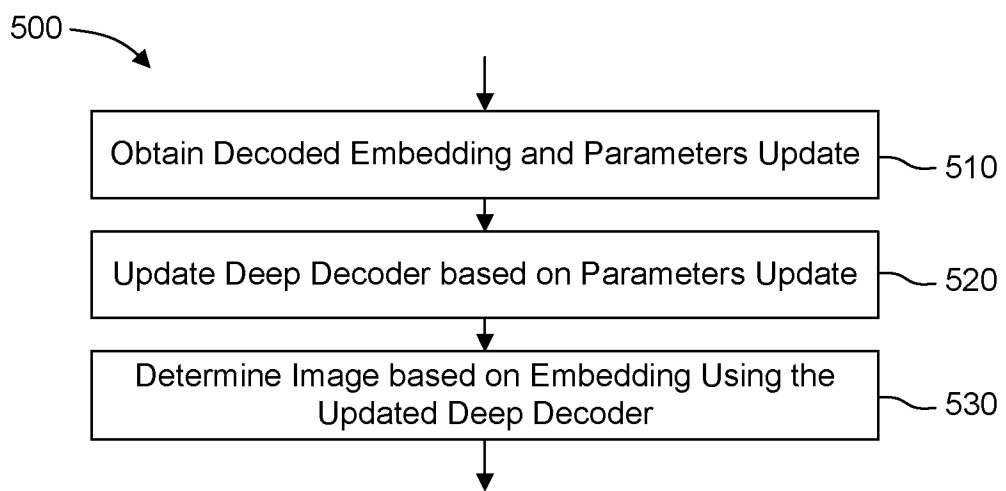 500
Obtain Decoded Embedding and Parameters Update
510
Update Deep Decoder based on Parameters Update
520
Determine Image based on Embedding Using the
Updated Deep Decoder
530